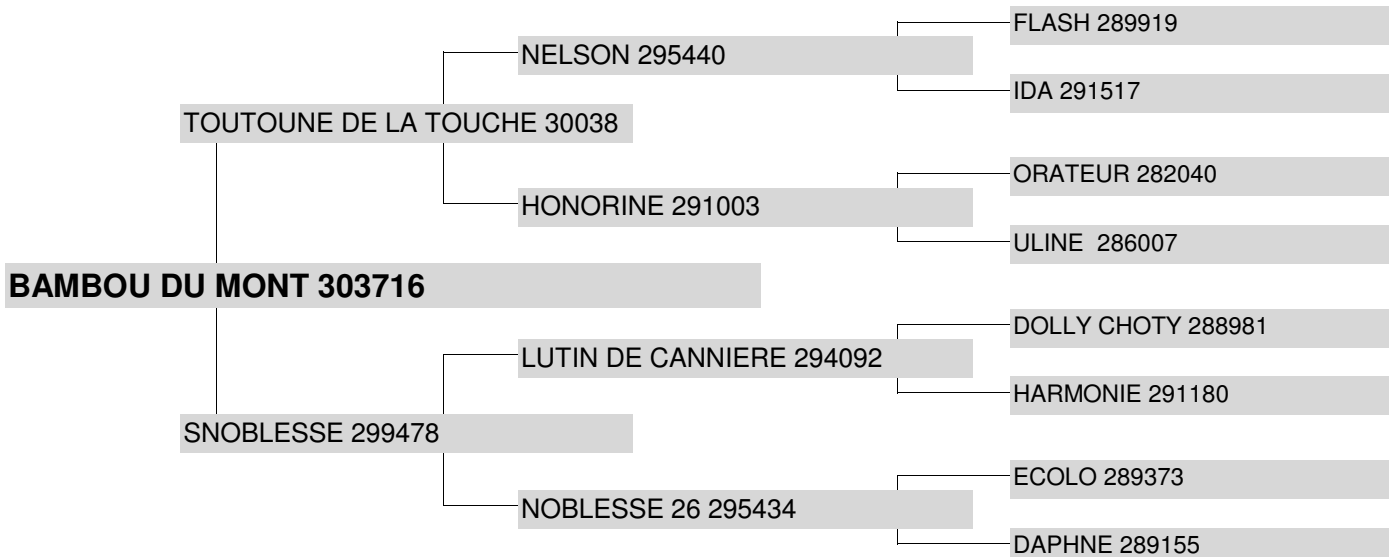 FLASH 289919
NELSON 295440
IDA 291517
TOUTOUNE DE LA TOUCHE 30038
ORATEUR 282040
HONORINE 291003
ULINE 286007
BAMBOU DU MONT 303716
DOLLY CHOTY 288981
LUTIN DE CANNIERE 294092
HARMONIE 291180
SNOBLESSE 299478
ECOLO 289373
NOBLESSE 26 295434
DAPHNE 289155